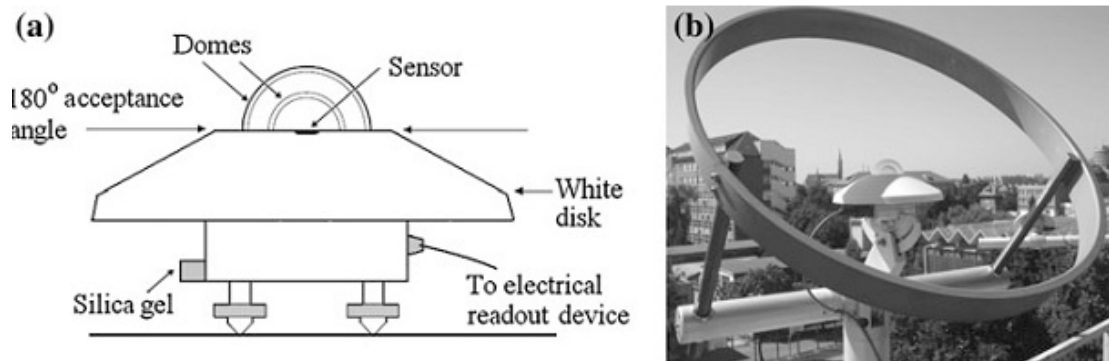 (a)
Domes
Sensor
180° acceptance
angle
White
disk
Silica gel
To electrical
readout device
(b)